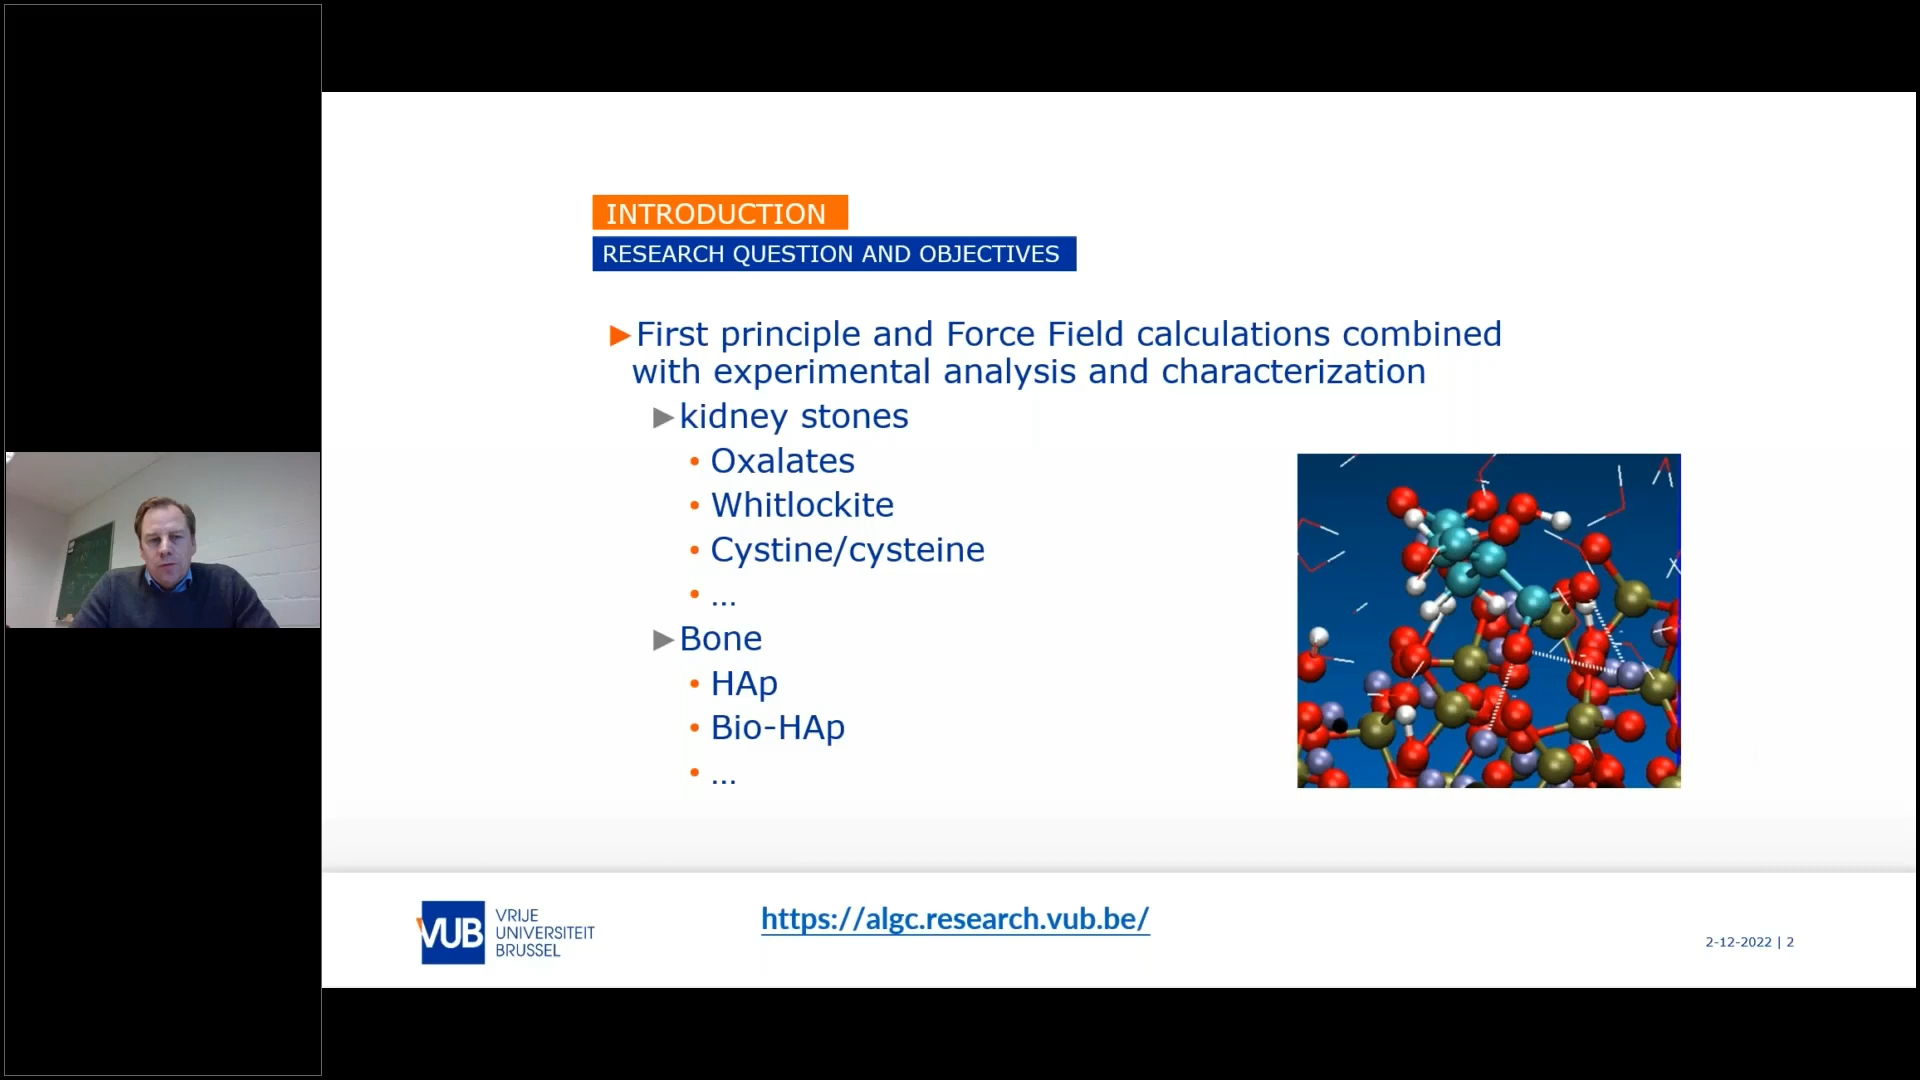 INTRODUCTION
RESEARCH QUESTION AND OBJECTIVES
►First principle and Force Field calculations combined
with experimental analysis and characterization
►kidney stones
• Oxalates
• Whitlockite
• Cystine/cysteine
• ...
►Bone
• HAp
• Bio-HAp
• ...
VUB
VRIJE
UNIVERSITEIT
BRUSSEL
https://algc.research.vub.be/
2-12-2022 | 2